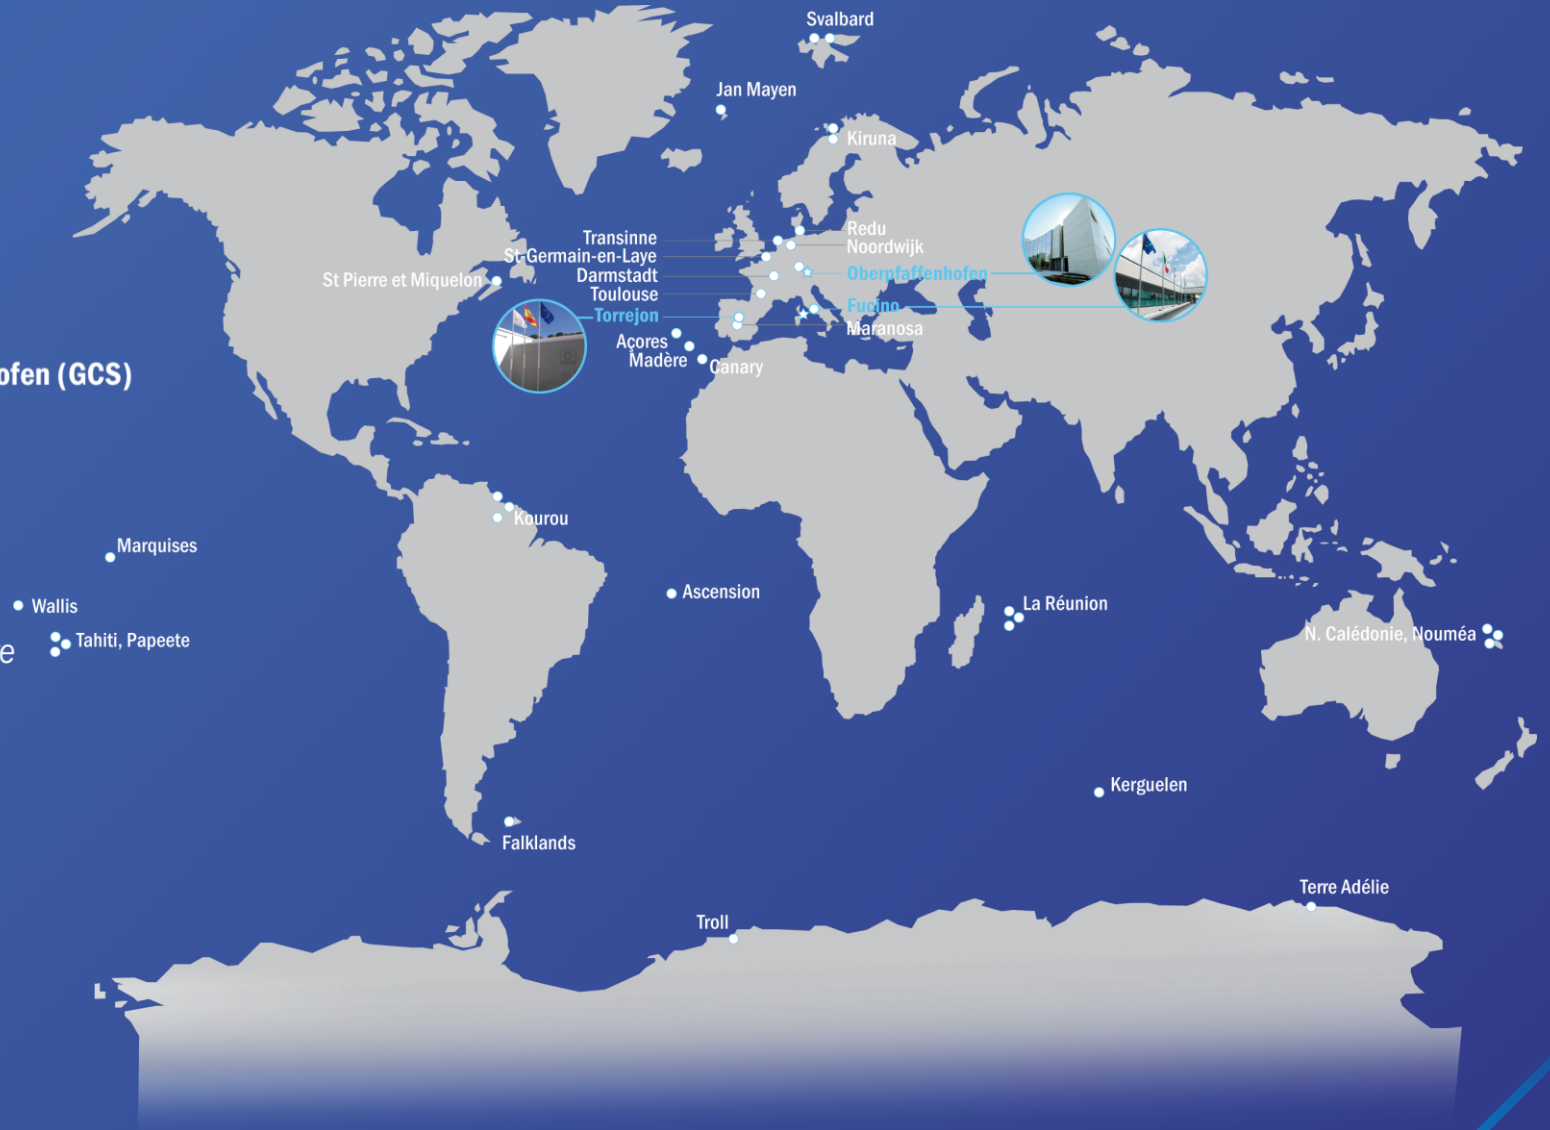 Svalbard
Jan Mayen
Kiruna
Transinne
St-Germain-en-Laye
Darmstadt
Toulouse
Torrejon
Redu
Noordwijk
Oberpfaffenhofen
Fucino
Maranosa
St Pierre et Miquelon
Açores
Madère
Canary
ofen (GCS)
Kourou
Marquises
Wallis
Tahiti, Papeete
e
Ascension
La Réunion
N. Calédonie, Nouméa
Kerguelen
Falklands
Terre Adélie
Troll